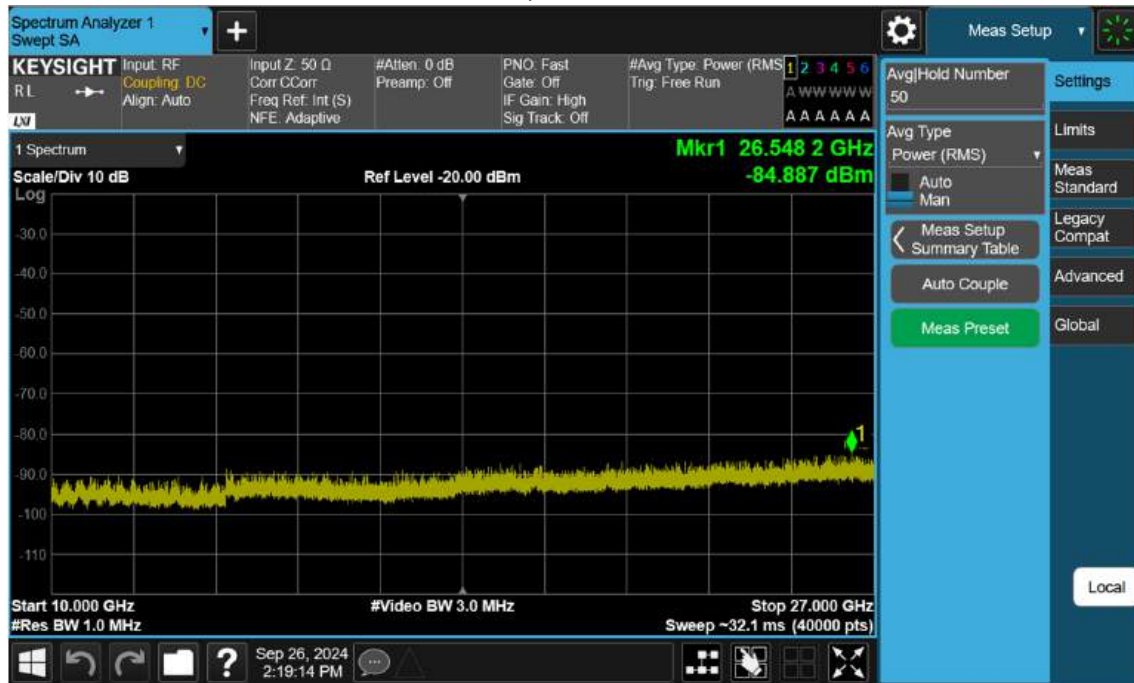 Spectrum Analyzer 1
Swept SA
+
Meas Setup
KEYSIGHT
RL
LXI
Input: RF
Coupling: DC
Align: Auto
Input Z: 50 Ω
Corr CCorr
Freq Ref: Int (S)
NFE: Adaptive
#Atten: 0 dB
Preamp: Off
PNO: Fast
Gate: Off
IF Gain: High
Sig Track: Off
#Avg Type: Power (RMS
Trig: Free Run
1 2 3 4 5 6
A W W W W W
A A A A A A
1 Spectrum
Mkr1 26.548 2 GHz
Scale/Div 10 dB
Ref Level -20.00 dBm
-84.887 dBm
Log
-30.0
-40.0
-50.0
-60.0
-70.0
-80.0
-90.0
-100
-110
1
Start 10.000 GHz
#Video BW 3.0 MHz
Stop 27.000 GHz
#Res BW 1.0 MHz
Sweep ~32.1 ms (40000 pts)
Avg|Hold Number
50
Avg Type
Power (RMS)
Auto
Man
Meas Setup
Summary Table
Auto Couple
Meas Preset
Settings
Limits
Meas
Standard
Legacy
Compat
Advanced
Global
Local
?
Sep 26, 2024
2:19:14 PM